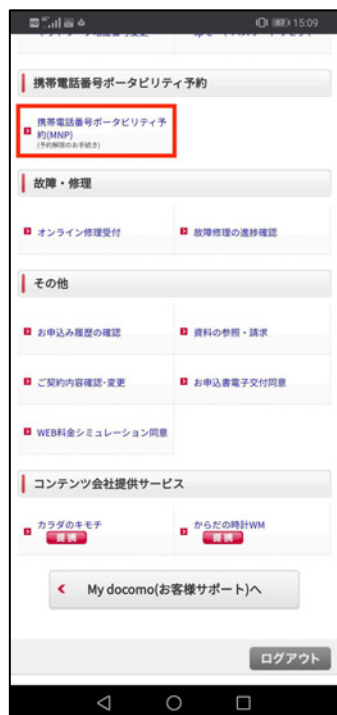 15:09
携帯電話番号ポータビリティ予約
携帯電話番号ポータビリティ予
約(MNP)
(予約解除のお手続き)
故障・修理
オンライン修理受付
故障修理の進捗確認
その他
お申込み履歴の確認
資料の参照・請求
ご契約内容確認・変更
お申込書電子交付同意
WEB料金シミュレーション同意
コンテンツ会社提供サービス
カラダのキモチ
提携
からだの時計WM
提携
My docomo(お客様サポート)へ
ログアウト